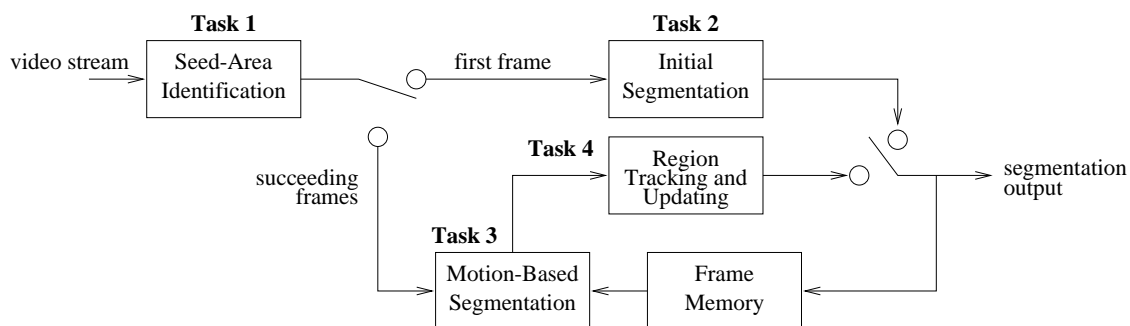 Task 1
Task 2
video stream
Seed-Area
Identification
first frame
Initial
Segmentation
Task 4
Region
Tracking and
Updating
segmentation
output
succeeding
frames
Task 3
Motion-Based
Segmentation
Frame
Memory